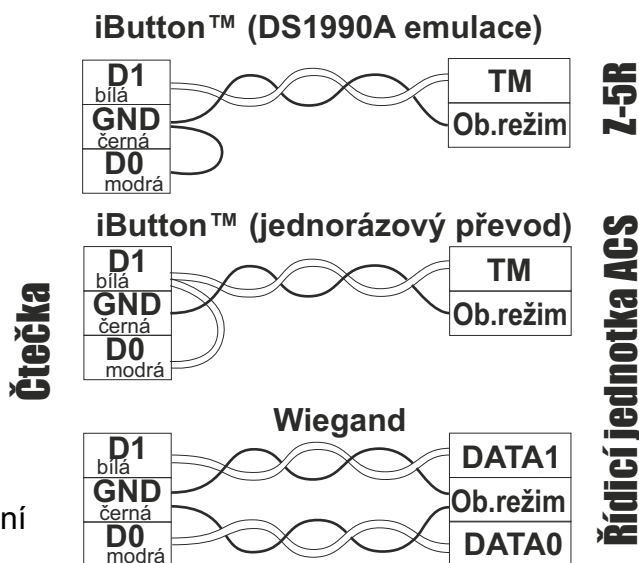 iButton™ (DS1990A emulace)
D1
bílá
GND
černá
D0
modrá
TM
Ob.režim
Z-5R
iButton™ (jednorázový převod)
D1
bílá
GND
černá
D0
modrá
TM
Ob.režim
Čtečka
Řídicí jednotka ACS
Wiegand
D1
bílá
GND
černá
D0
modrá
DATA1
Ob.režim
DATA0
ní